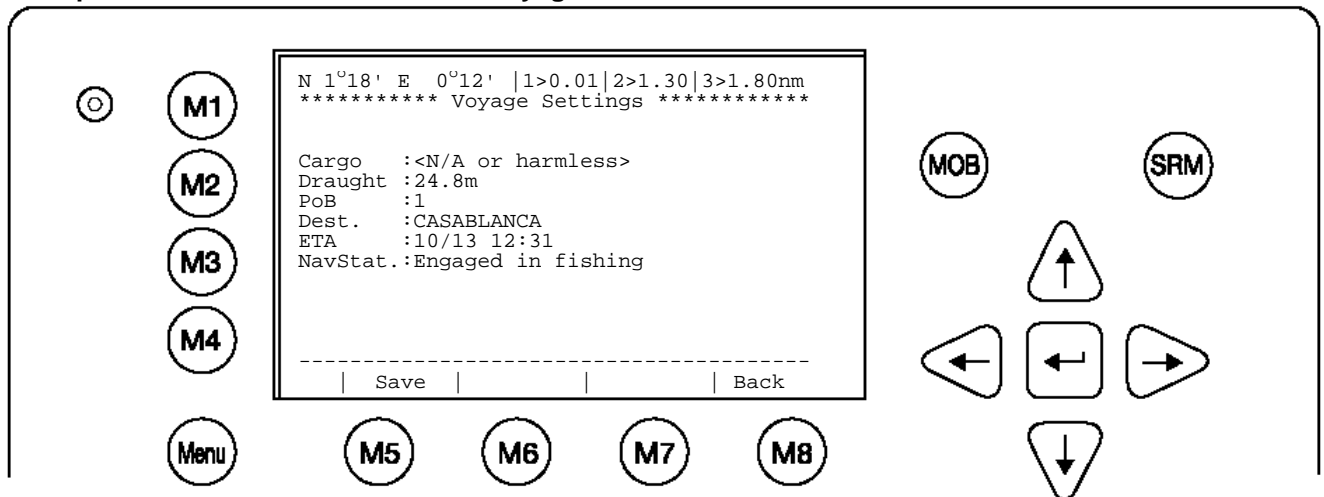 N 1°18' E 0°12' |1>0.01|2>1.30|3>1.80nm
*********** Voyage Settings ************
Cargo :<N/A or harmless>
Draught :24.8m
PoB :1
Dest. :CASABLANCA
ETA :10/13 12:31
NavStat.:Engaged in fishing
----------------------------------------
| Save | | | Back
M1
M2
M3
M4
Menu
M5
M6
M7
M8
MOB
SRM